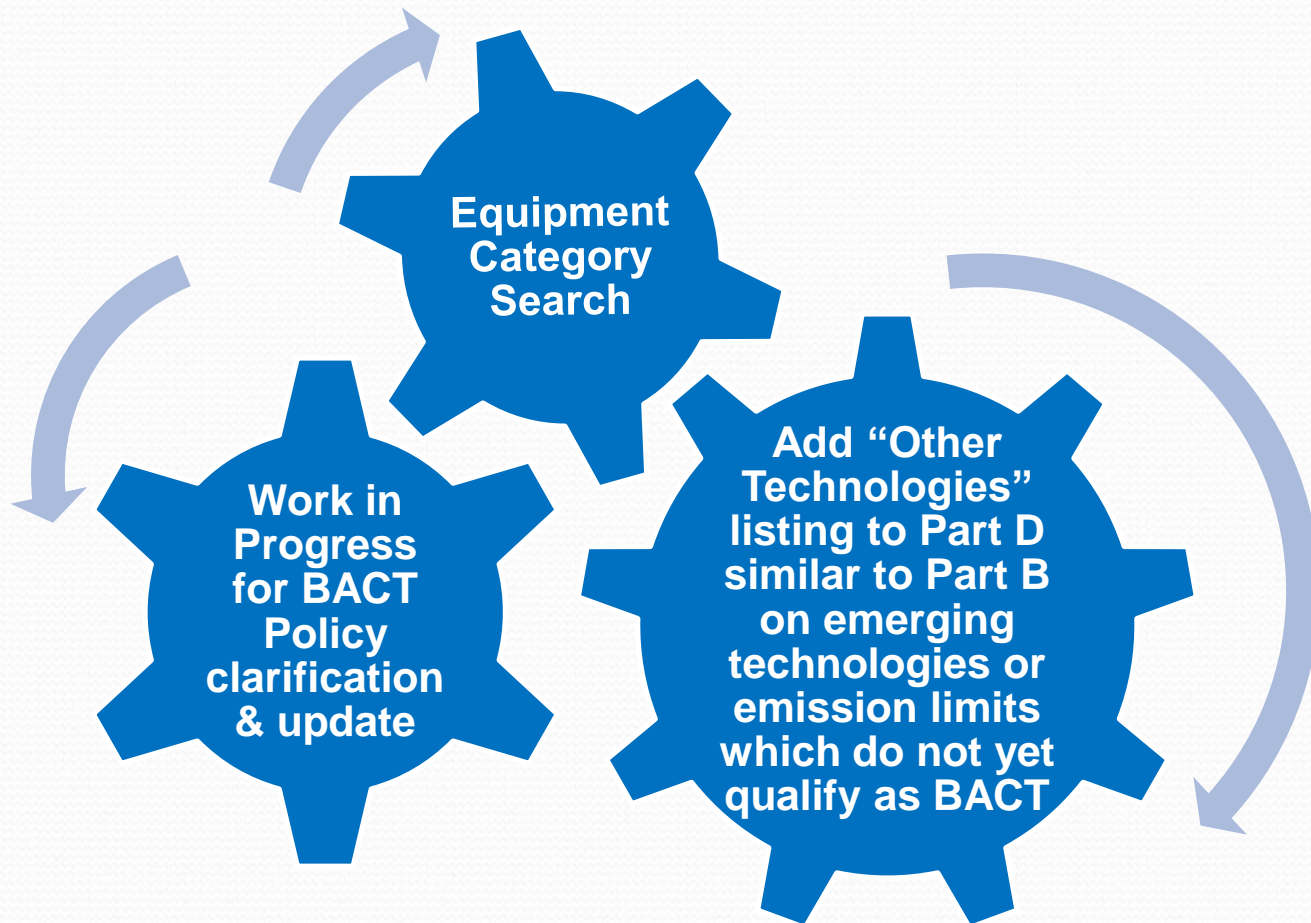 Equipment
Category
Search
Work in
Progress
for BACT
Policy
clarification
& update
Add “Other
Technologies”
listing to Part D
similar to Part B
on emerging
technologies or
emission limits
which do not yet
qualify as BACT